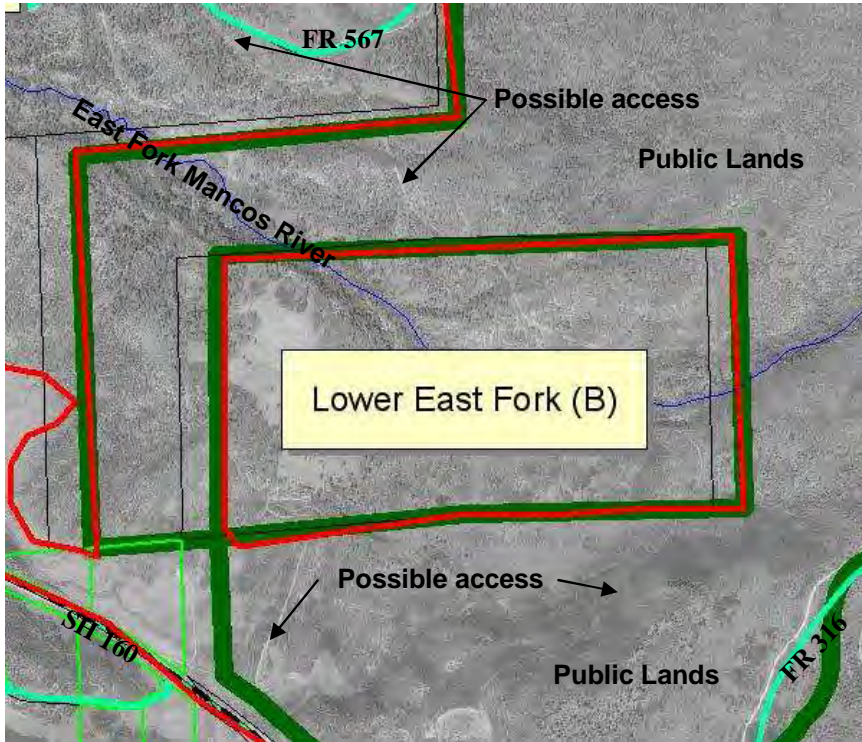 FR 567
Possible access
East Fork Mancos River
Public Lands
Lower East Fork (B)
Possible access
SH 160
Public Lands
FR 316